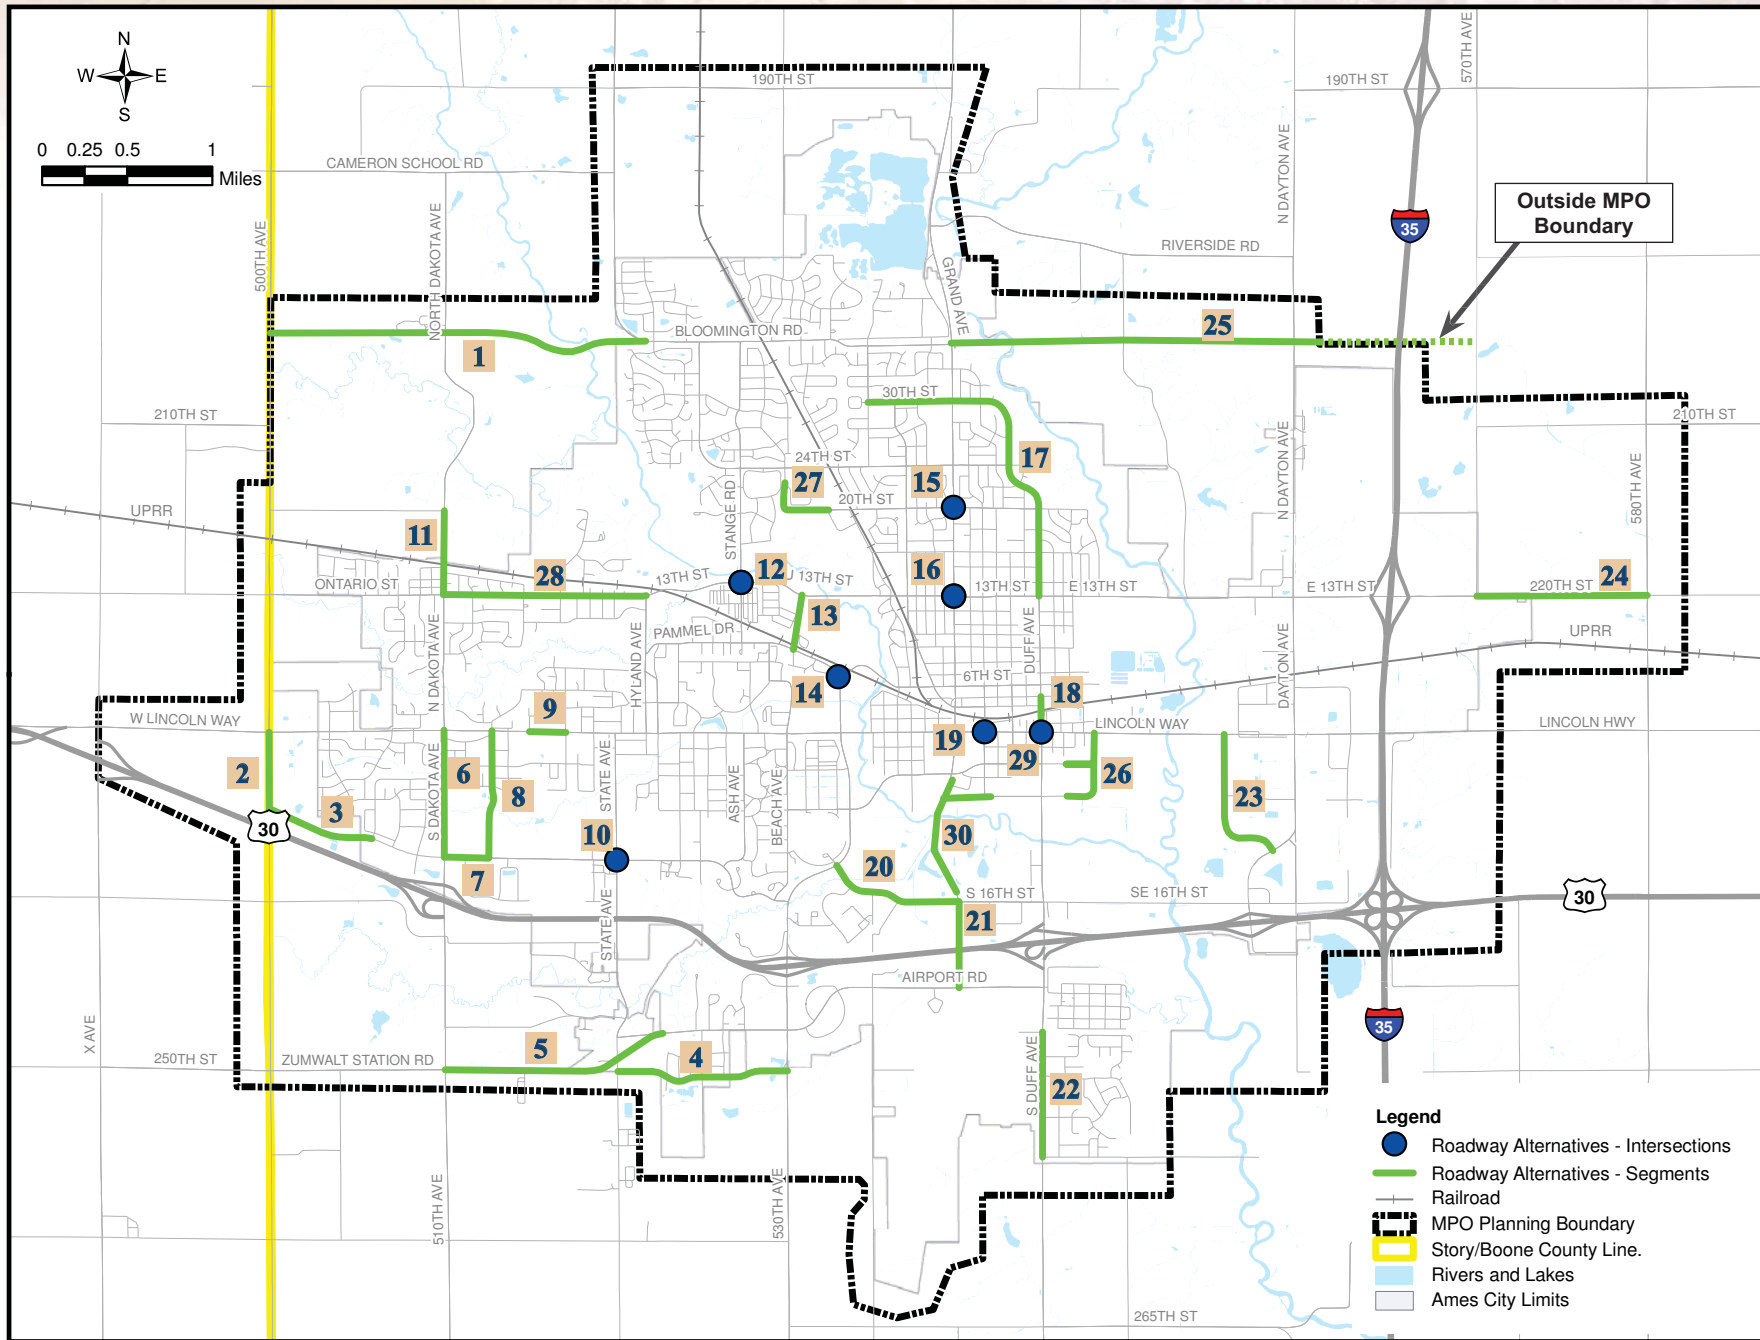 N
W E
S
0 0.25 0.5 1
Miles
190TH ST
190TH ST
570TH AVE
CAMERON SCHOOL RD
N DAYTON AVE
Outside MPO
Boundary
35
500TH AVE
NORTH DAKOTA AVE
RIVERSIDE RD
GRAND AVE
BLOOMINGTON RD
25
1
30TH ST
210TH ST
210TH ST
17
24TH ST
27
15
20TH ST
N DAYTON AVE
580TH AVE
UPRR
11
STANGE RD
28
ONTARIO ST
13TH ST
12
U 13TH ST
16
13TH ST
E 13TH ST
E 13TH ST
220TH ST
24
13
PAMMEL DR
UPRR
N DAKOTA AVE
HYLAND AVE
DUFF AVE
DAYTON AVE
14
6TH ST
18
9
W LINCOLN WAY
LINCOLN WAY
LINCOLN HWY
19
29
2
6
8
26
S DAKOTA AVE
STATE AVE
ASH AVE
BEACH AVE
23
3
30
10
30
7
20
S 16TH ST
SE 16TH ST
30
21
STATE AVE
AIRPORT RD
X AVE
35
5
4
250TH ST
ZUMWALT STATION RD
S DUFF AVE
22
510TH AVE
530TH AVE
265TH ST
Legend
Roadway Alternatives - Intersections
Roadway Alternatives - Segments
Railroad
MPO Planning Boundary
Story/Boone County Line.
Rivers and Lakes
Ames City Limits